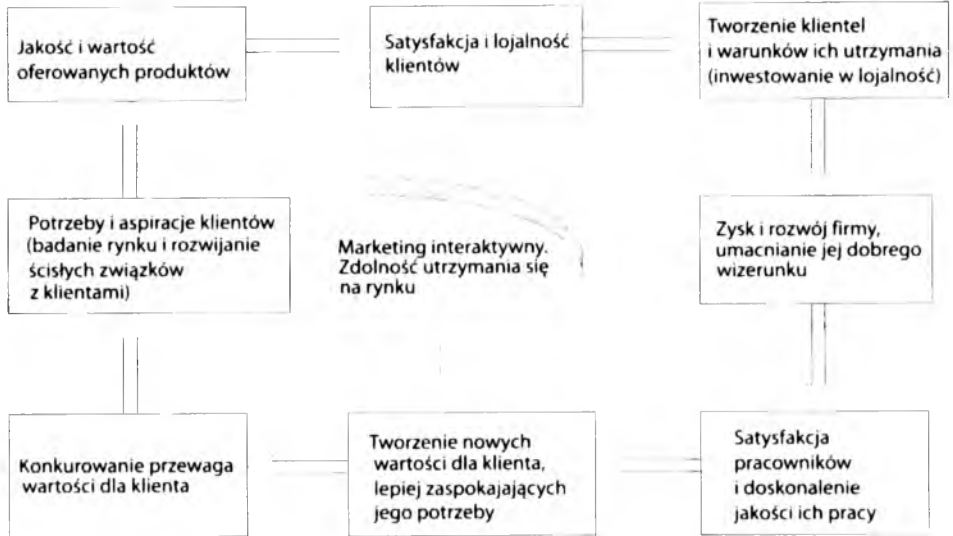 Jakość i wartość
oferowanych produktów
Satysfakcja i lojalność
klientów
Tworzenie klientel
i warunków ich utrzymania
(inwestowanie w lojalność)
Potrzeby i aspiracje klientów
(badanie rynku i rozwijanie
ścisłych związków
z klientami)
Marketing interaktywny.
Zdolność utrzymania się
na rynku
Zysk i rozwój firmy,
umacnianie jej dobrego
wizerunku
Konkurowanie przewaga
wartości dla klienta
Tworzenie nowych
wartości dla klienta,
lepiej zaspokajających
jego potrzeby
Satysfakcja
pracowników
i doskonalenie
jakości ich pracy